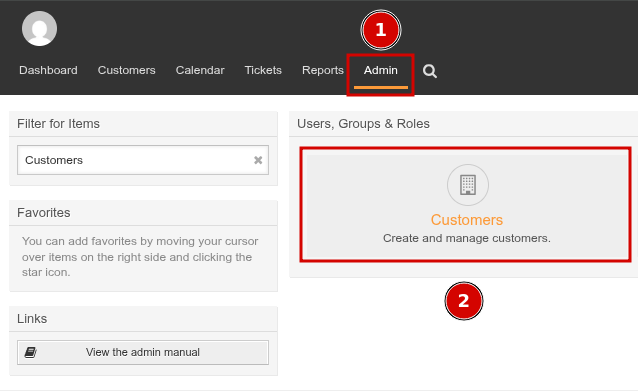 1
Dashboard Customers Calendar Tickets Reports Admin
Filter for Items
Customers
Favorites
You can add favorites by moving your cursor
over items on the right side and clicking the
star icon.
Links
View the admin manual
Users, Groups & Roles
Customers
Create and manage customers.
2